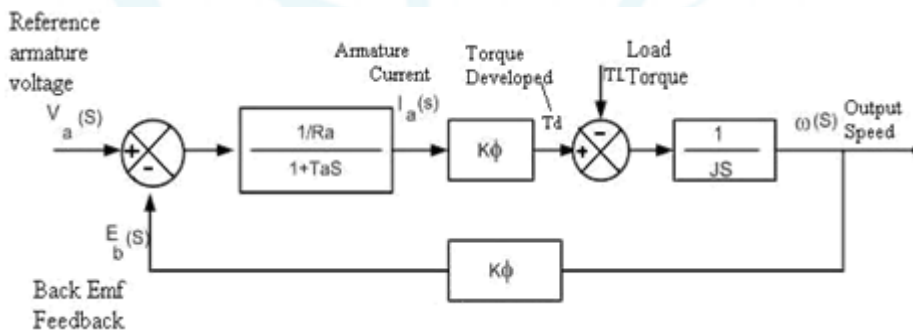 Reference
armature
voltage
V a (S)
+
-
E b (S)
Back Emf
Feedback
1/Ra
1+TaS
Armature
Current
I a (s)
Kϕ
Torque
Developed
Td
Load
TL Torque
-
+
1
JS
ω(S)
Output
Speed
Kϕ